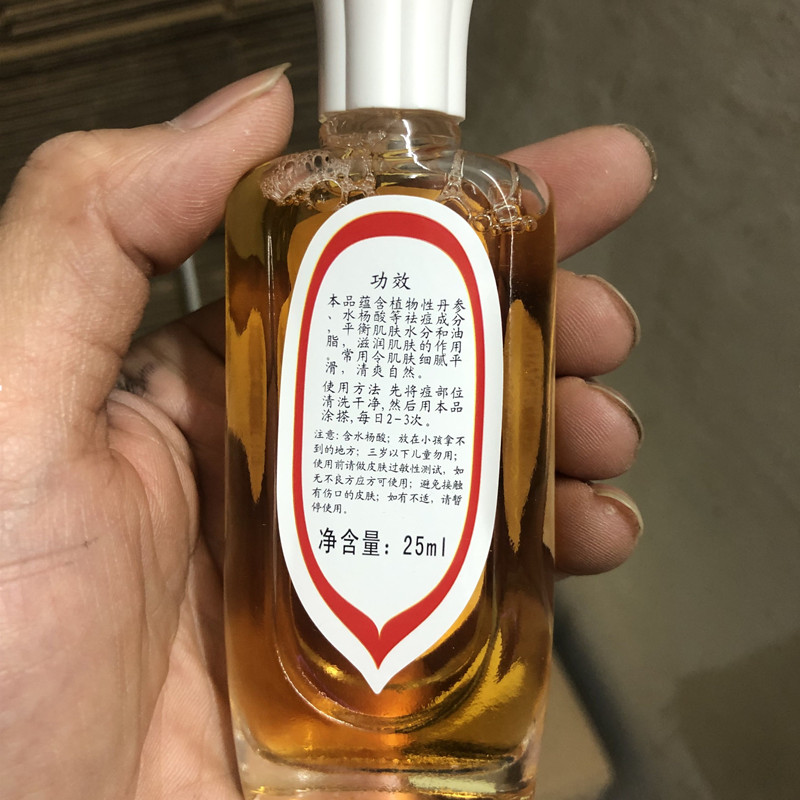 功效
本品蕴含植物性丹参
、水杨酸等祛痘成分
，平衡肌肤水分和油
脂，滋润肌肤的作用
。常用令肌肤细腻平
滑，清爽自然。
使用方法 先将痘部位
清洗干净,然后用本品
涂搽,每日2-3次。
注意:含水杨酸；放在小孩拿不
到的地方；三岁以下儿童勿用；
使用前请做皮肤过敏性测试，如
无不良方应方可使用；避免接触
有伤口的皮肤；如有不适，请暂
停使用。
净含量：25ml